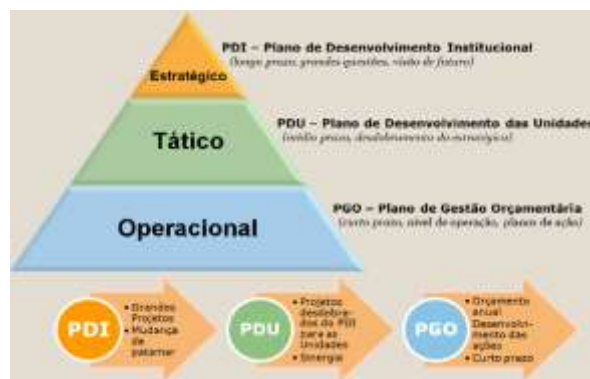 PDI – Plano de Desenvolvimento Institucional
(longo prazo, grandes questões, visão de futuro)
Estratégico
PDU – Plano de Desenvolvimento das Unidades
(médio prazo, desdobramento do estratégico)
Tático
PGO – Plano de Gestão Orçamentária
(curto prazo, nível de operação, planos de ação)
Operacional
PDI
• Grandes
Projetos
• Mudança
de
patamar
PDU
• Projetos
desdobra-
dos do PDI
para as
Unidades
• Sinergia
PGO
• Orçamento
anual
Desenvolvi-
mento das
ações
• Curto prazo